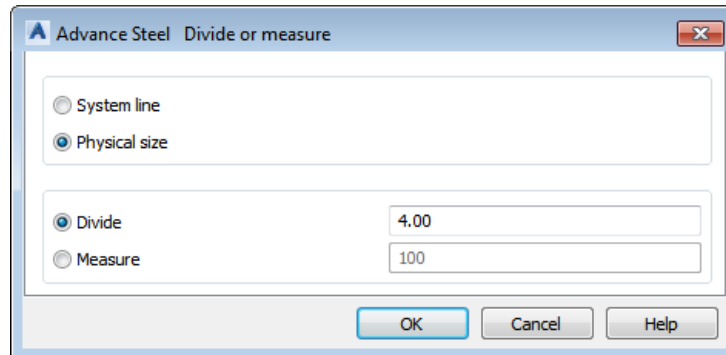 Advance Steel Divide or measure
System line
Physical size
Divide 4.00
Measure 100
OK Cancel Help